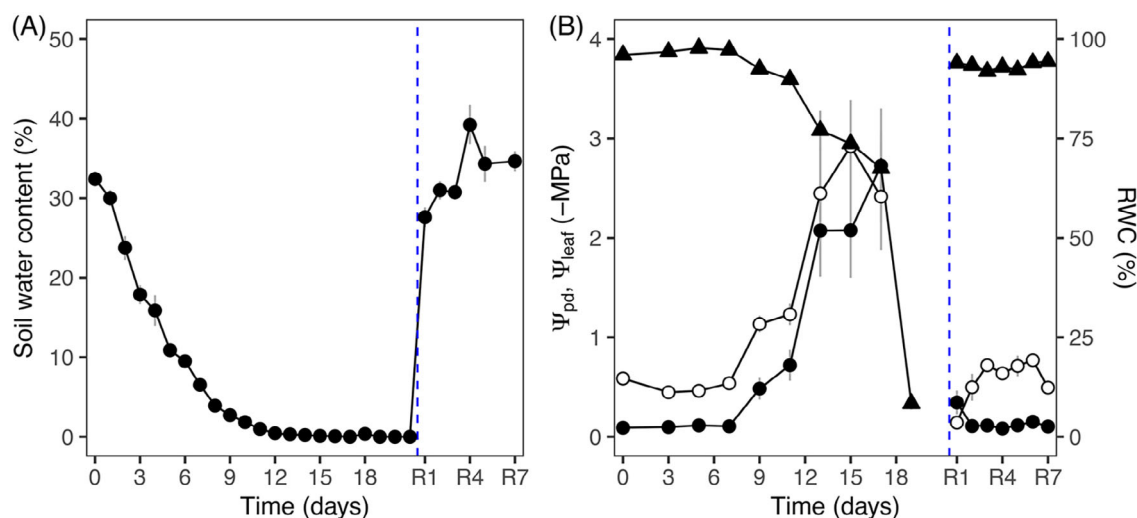 (A)
50
40
30
20
10
0
Soil water content (%)
0 3 6 9 12 15 18 R1 R4 R7
Time (days)
(B)
4
3
2
1
0
Ψpd, Ψleaf (−MPa)
100
75
50
25
0
RWC (%)
0 3 6 9 12 15 18 R1 R4 R7
Time (days)